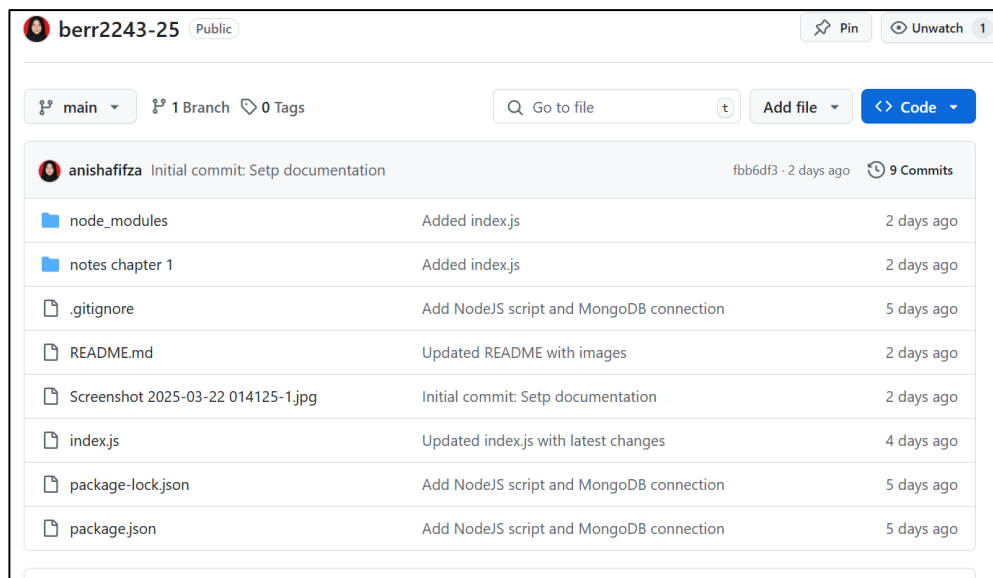 berr2243-25 Public Pin Unwatch 1
main 1 Branch 0 Tags Go to file t Add file Code
anishafifza Initial commit: Setp documentation fbb6df3 · 2 days ago 9 Commits
node_modules Added index.js 2 days ago
notes chapter 1 Added index.js 2 days ago
.gitignore Add NodeJS script and MongoDB connection 5 days ago
README.md Updated README with images 2 days ago
Screenshot 2025-03-22 014125-1.jpg Initial commit: Setp documentation 2 days ago
index.js Updated index.js with latest changes 4 days ago
package-lock.json Add NodeJS script and MongoDB connection 5 days ago
package.json Add NodeJS script and MongoDB connection 5 days ago